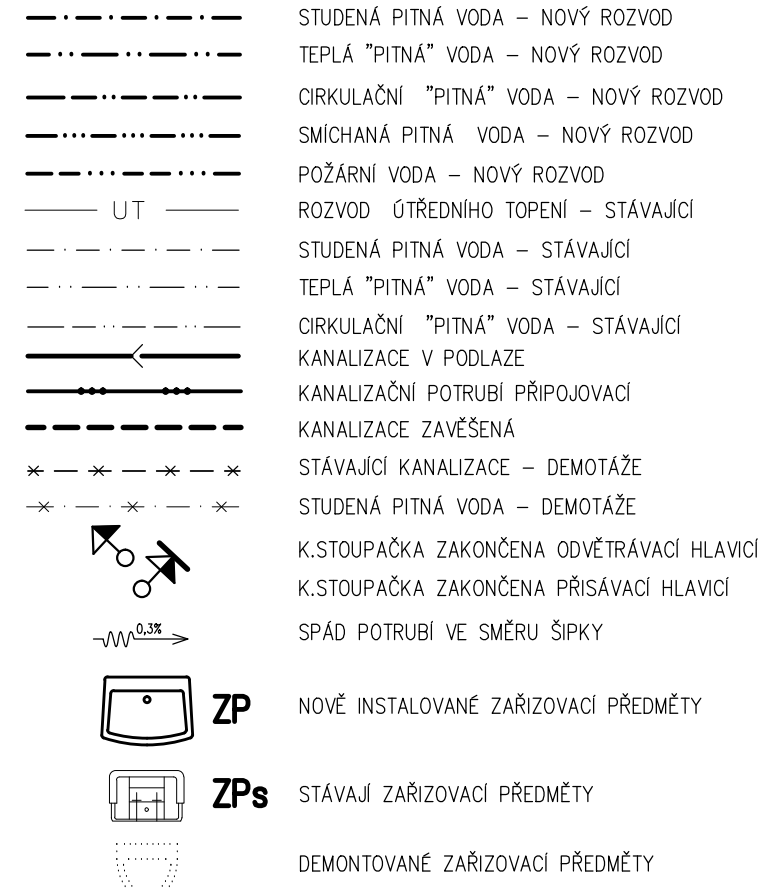 STUDENÁ PITNÁ VODA – NOVÝ ROZVOD
TEPLÁ "PITNÁ" VODA – NOVÝ ROZVOD
CIRKULAČNÍ "PITNÁ" VODA – NOVÝ ROZVOD
SMÍCHANÁ PITNÁ VODA – NOVÝ ROZVOD
POŽÁRNÍ VODA – NOVÝ ROZVOD
UT ROZVOD ÚTŘEDNÍHO TOPENÍ – STÁVAJÍCÍ
STUDENÁ PITNÁ VODA – STÁVAJÍCÍ
TEPLÁ "PITNÁ" VODA – STÁVAJÍCÍ
CIRKULAČNÍ "PITNÁ" VODA – STÁVAJÍCÍ
KANALIZACE V PODLAZE
KANALIZAČNÍ POTRUBÍ PŘIPOJOVACÍ
KANALIZACE ZAVĚŠENÁ
STÁVAJÍCÍ KANALIZACE – DEMOTÁŽE
STUDENÁ PITNÁ VODA – DEMOTÁŽE
K.STOUPAČKA ZAKONČENA ODVĚTRÁVACÍ HLAVICÍ
K.STOUPAČKA ZAKONČENA PŘISÁVACÍ HLAVICÍ
0,3% SPÁD POTRUBÍ VE SMĚRU ŠIPKY
ZP NOVĚ INSTALOVANÉ ZAŘIZOVACÍ PŘEDMĚTY
ZPs STÁVAJÍ ZAŘIZOVACÍ PŘEDMĚTY
DEMONTOVANÉ ZAŘIZOVACÍ PŘEDMĚTY